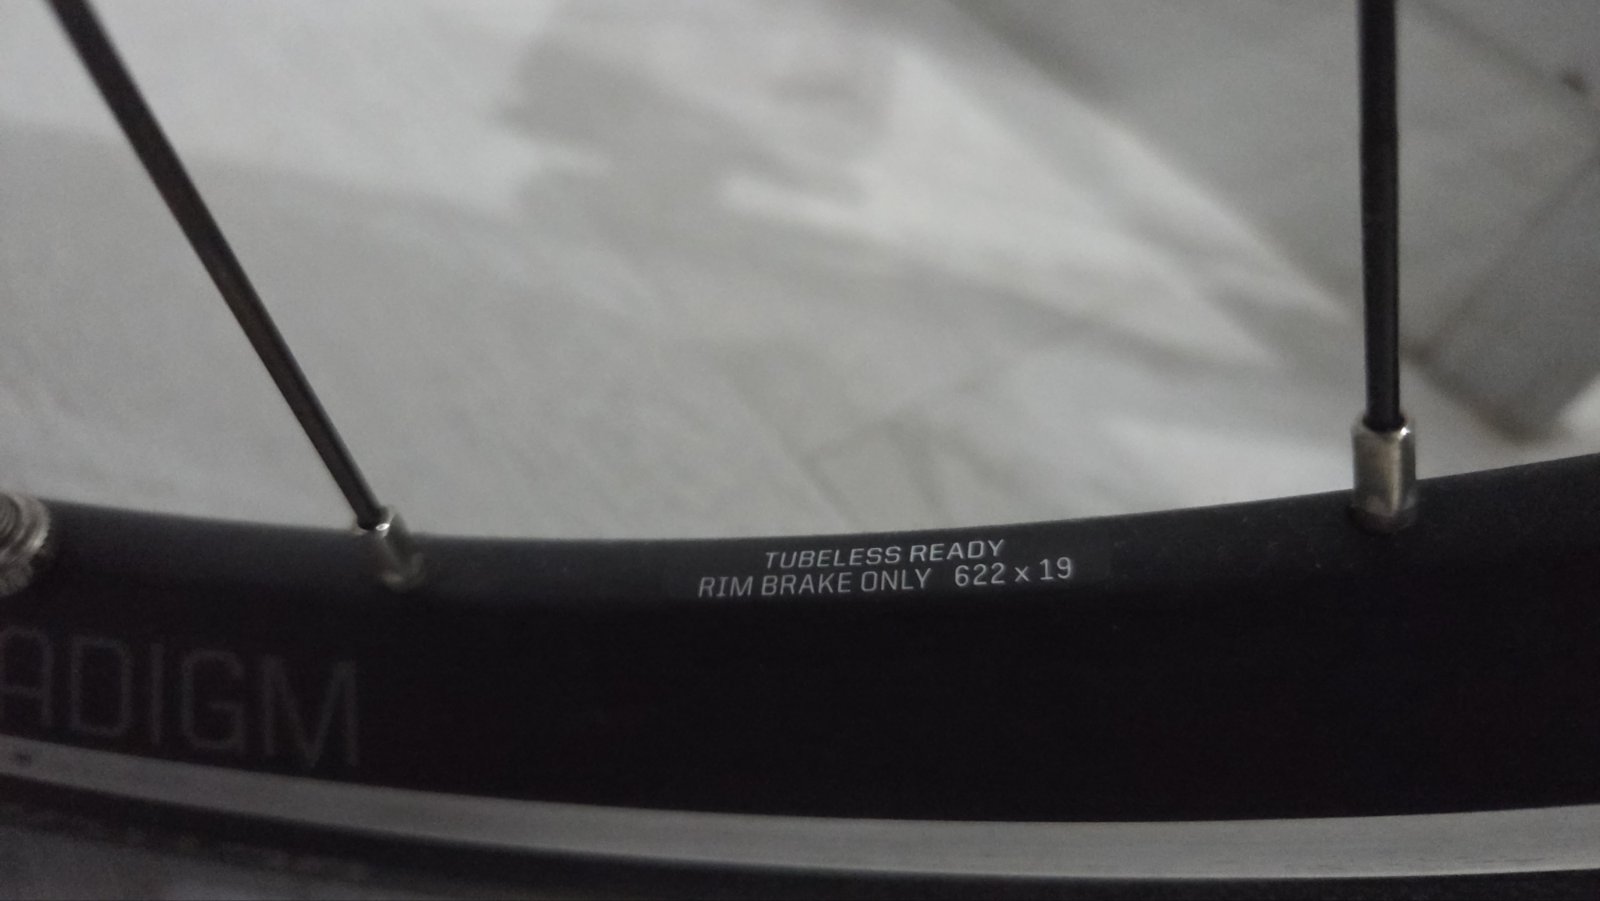 TUBELESS READY
RIM BRAKE ONLY 622 x 19
ADIGM